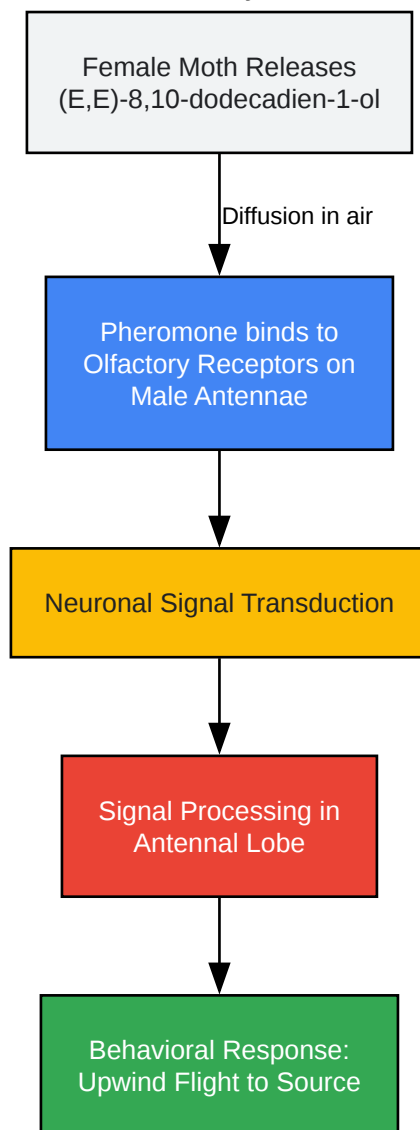 Female Moth Releases
(E,E)-8,10-dodecadien-1-ol
Diffusion in air
Pheromone binds to
Olfactory Receptors on
Male Antennae
Neuronal Signal Transduction
Signal Processing in
Antennal Lobe
Behavioral Response:
Upwind Flight to Source